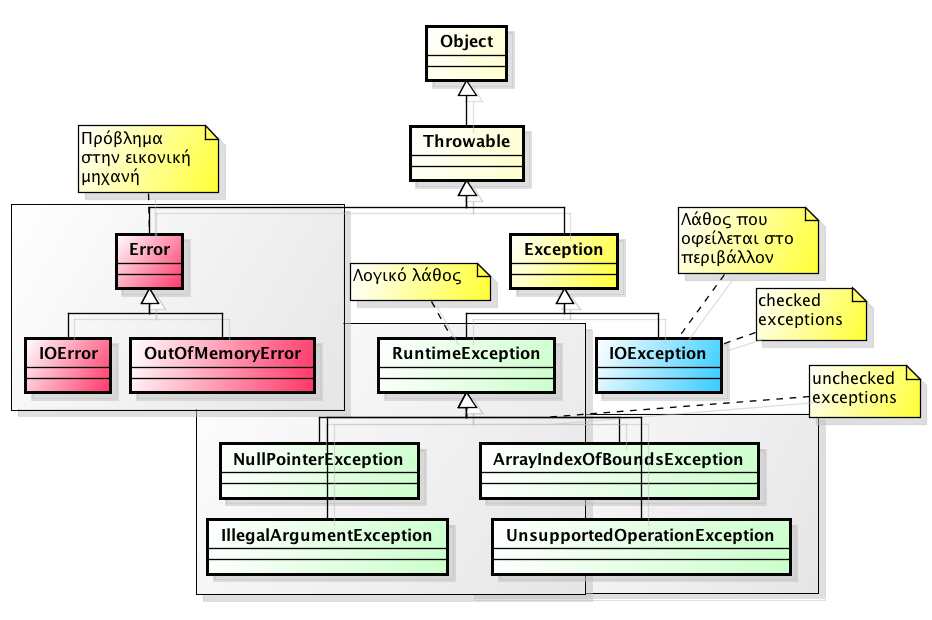 Object
Throwable
Πρόβλημα
στην εικονική
μηχανή
Error
Exception
Λάθος που
οφείλεται στο
περιβάλλον
Λογικό λάθος
checked
exceptions
IOError
OutOfMemoryError
RuntimeException
IOException
unchecked
exceptions
NullPointerException
ArrayIndexOfBoundsException
IllegalArgumentException
UnsupportedOperationException